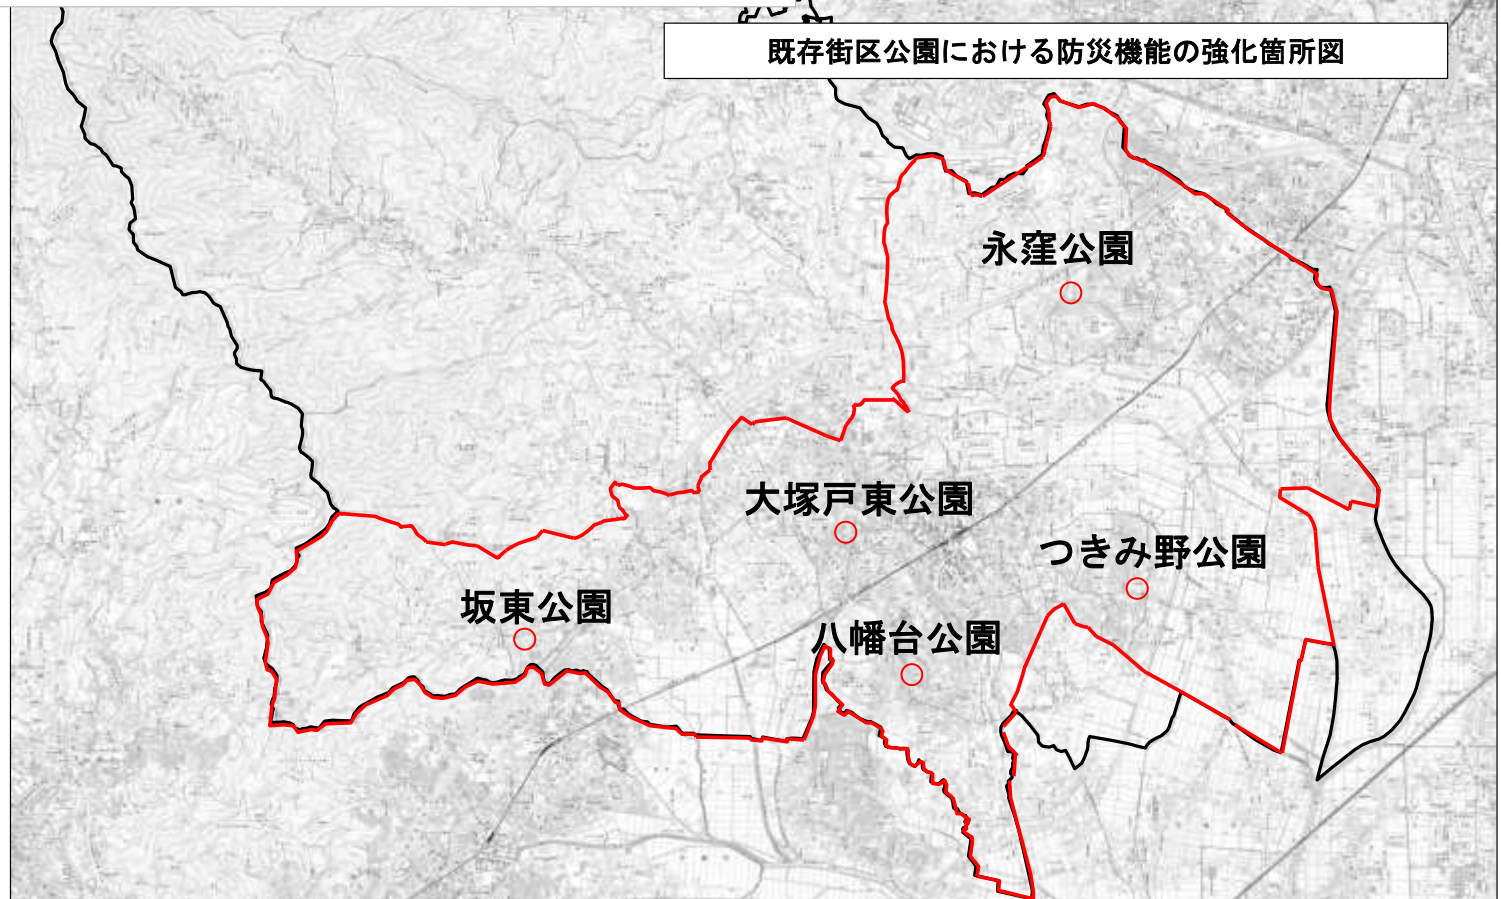 既存街区公園における防災機能の強化箇所図
永窪公園
大塚戸東公園
つきみ野公園
坂東公園
八幡台公園